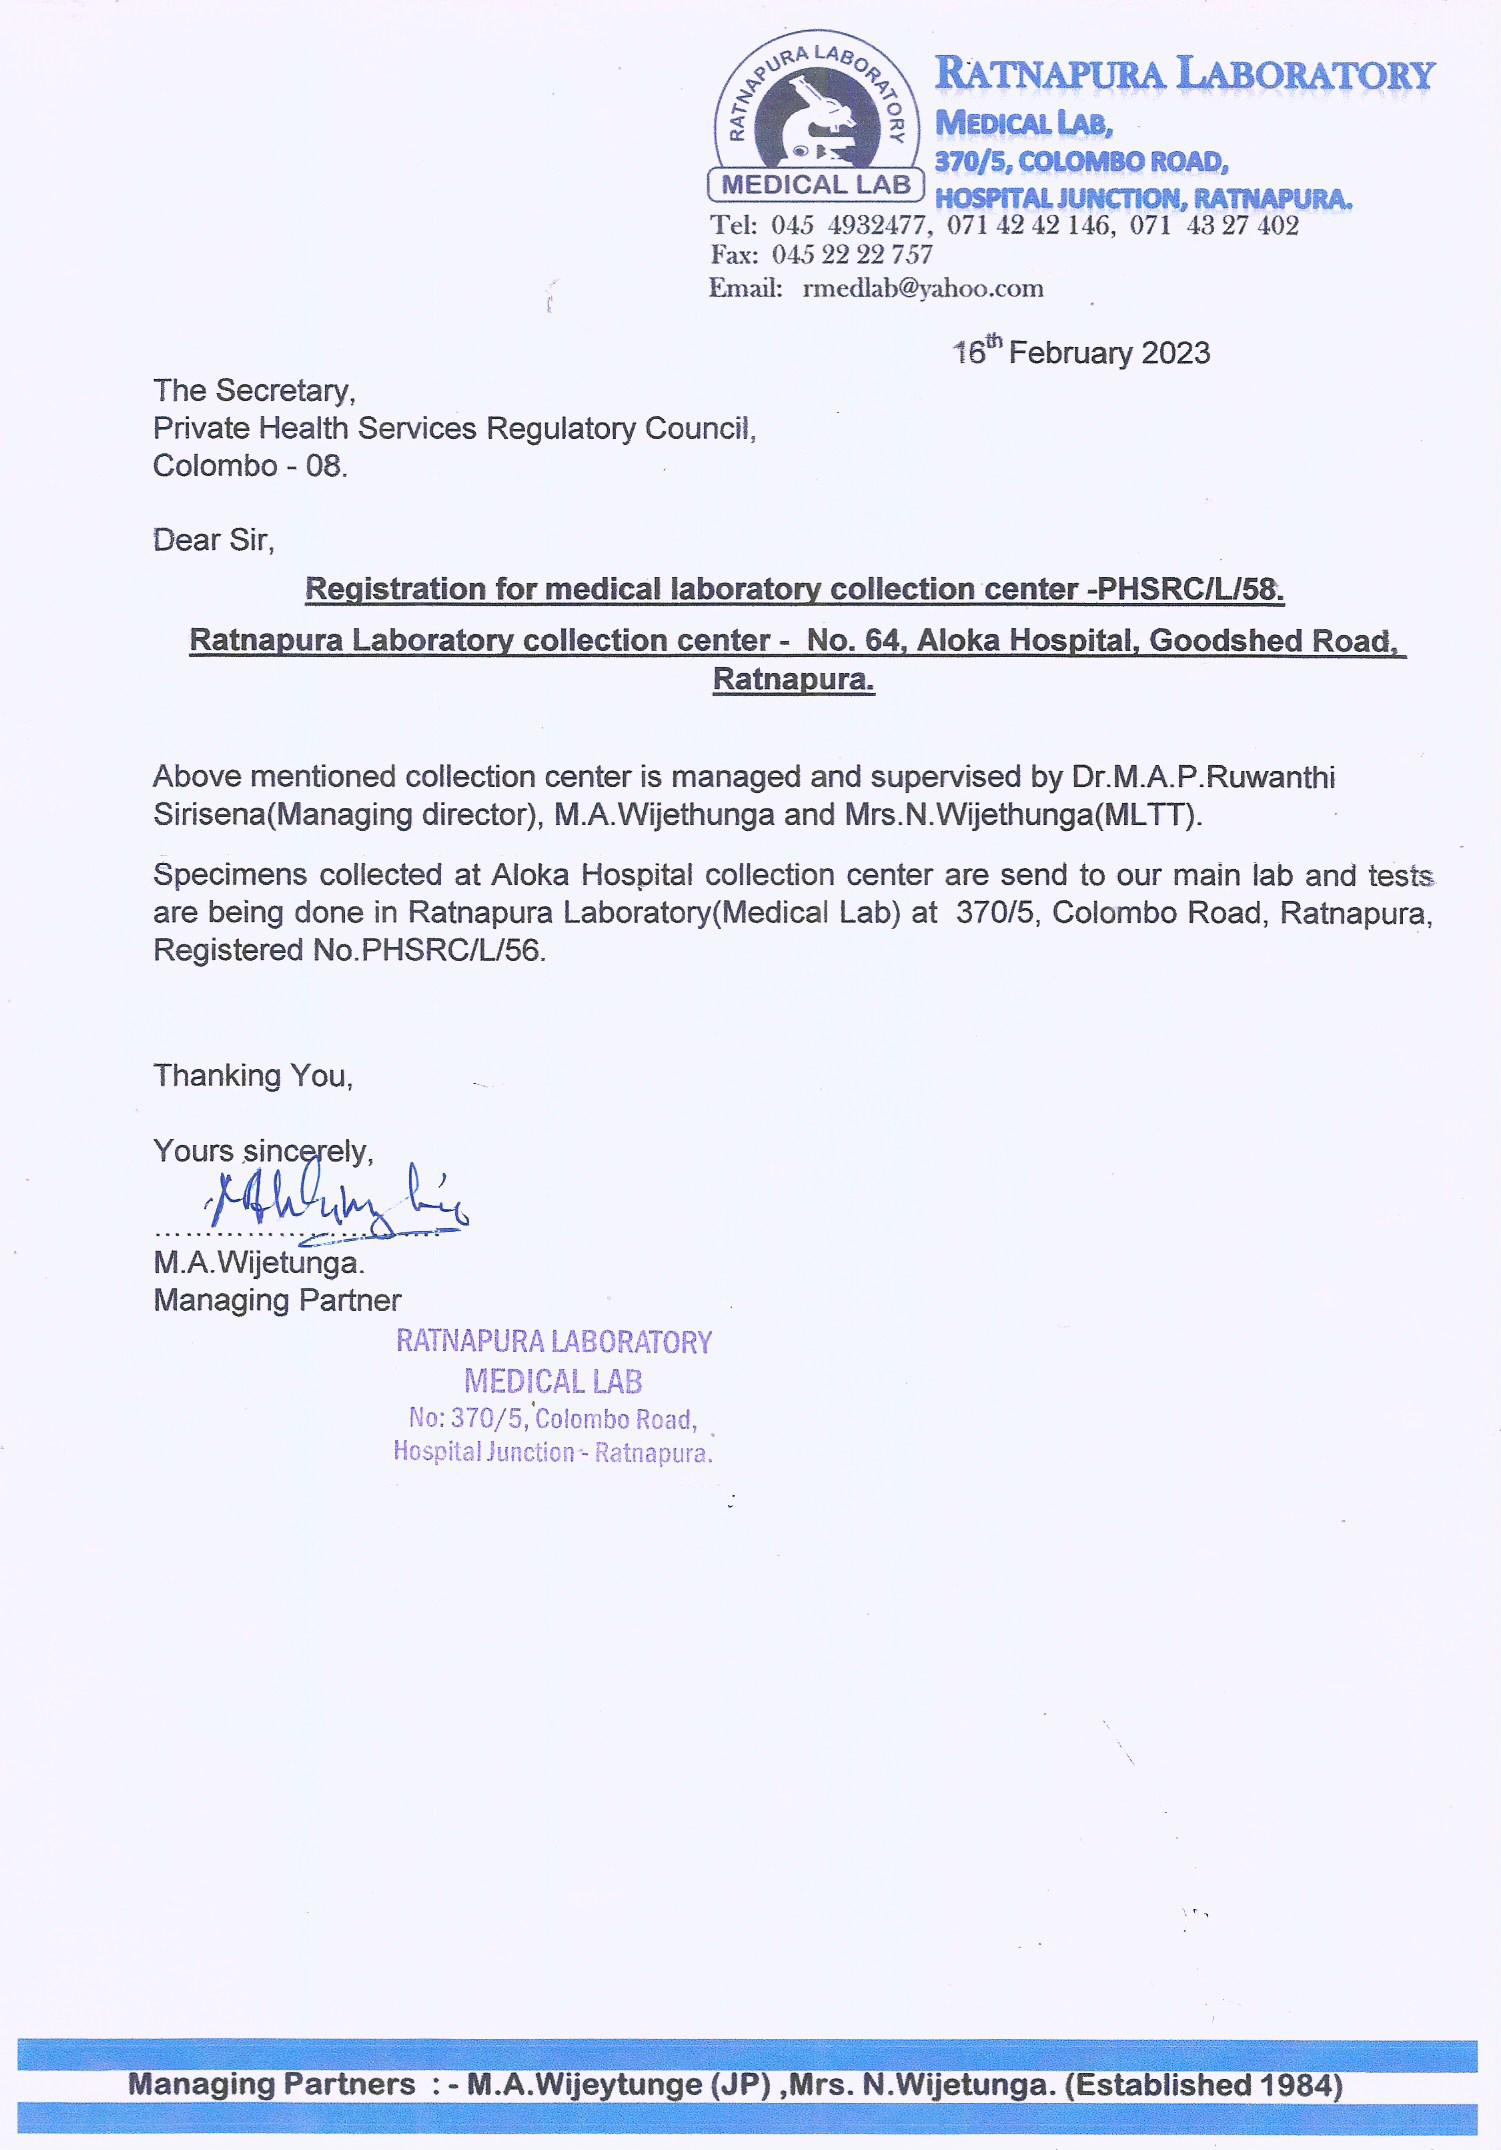 RATNAPURA LABORATORY
MEDICAL LAB
RATNAPURA LABORATORY
MEDICAL LAB,
370/5, COLOMBO ROAD,
HOSPITAL JUNCTION, RATNAPURA.
Tel: 045 4932477, 071 42 42 146, 071 43 27 402
Fax: 045 22 22 757
Email: rmedlab@yahoo.com
16th February 2023
The Secretary,
Private Health Services Regulatory Council,
Colombo - 08.
Dear Sir,
Registration for medical laboratory collection center -PHSRC/L/58.
Ratnapura Laboratory collection center - No. 64, Aloka Hospital, Goodshed Road,
Ratnapura.
Above mentioned collection center is managed and supervised by Dr.M.A.P.Ruwanthi
Sirisena(Managing director), M.A.Wijethunga and Mrs.N.Wijethunga(MLTT).
Specimens collected at Aloka Hospital collection center are send to our main lab and tests
are being done in Ratnapura Laboratory(Medical Lab) at 370/5, Colombo Road, Ratnapura,
Registered No.PHSRC/L/56.
Thanking You,
Yours sincerely,
M.A.Wijetunga.
Managing Partner
RATNAPURA LABORATORY
MEDICAL LAB
No: 370/5, Colombo Road,
Hospital Junction - Ratnapura.
Managing Partners : - M.A.Wijeytunge (JP) ,Mrs. N.Wijetunga. (Established 1984)